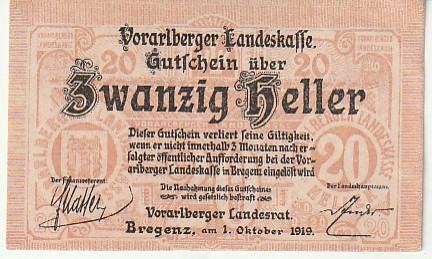 Vorarlberger Landeskasse.
20 20
Gutschein über
Zwanzig Heller
Dieser Gutschein verliert seine Giltigkeit,
wenn er nicht innerhalb 3 Monaten nach er-
folgter öffentlicher Aufforderung bei der Vor-
arlberger Landeskasse in Bregenz eingelöst wird
20
Der Finanzreferent:
Die Nachahmung dieses Gutscheines
wird gesetzlich bestraft
Der Landeshauptmann:
Vorarlberger Landesrat.
Bregenz, am 1. Oktober 1919.